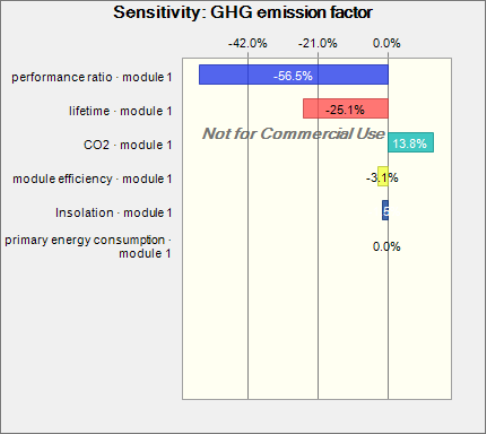 Sensitivity: GHG emission factor
-42.0% -21.0% 0.0%
performance ratio · module 1 -56.5%
lifetime · module 1 -25.1%
Not for Commercial Use
CO2 · module 1 13.8%
module efficiency · module 1 -3.1%
Insolation · module 1
primary energy consumption ·
module 1 0.0%